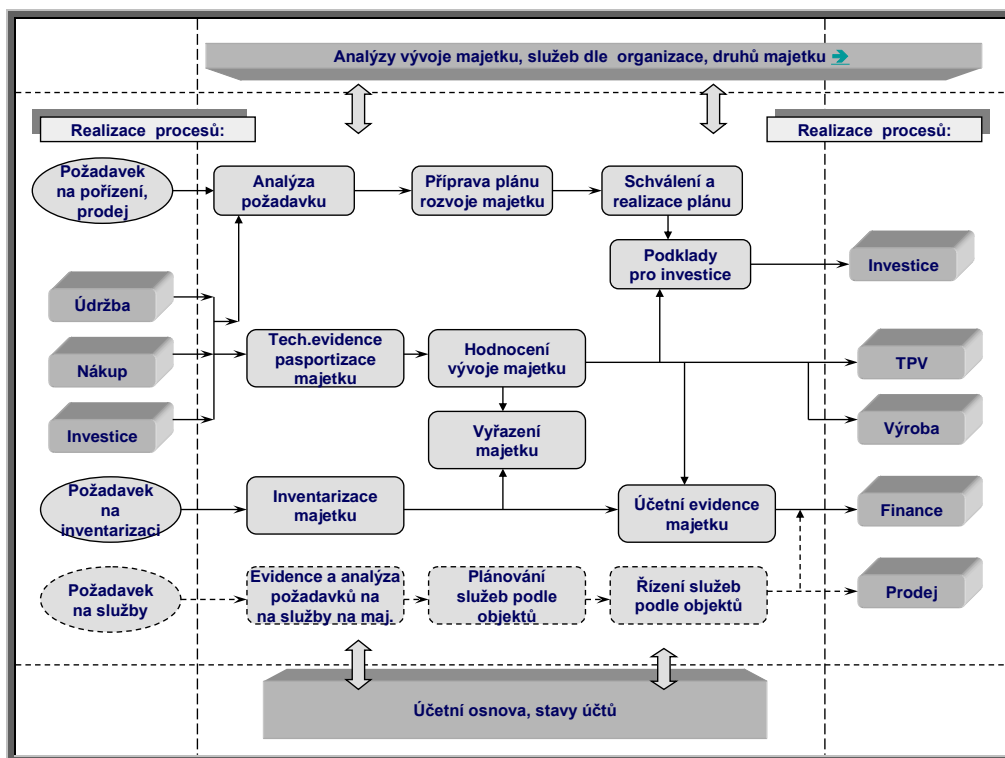 Analýzy vývoje majetku, služeb dle organizace, druhů majetku ➔
Realizace procesů:
Realizace procesů:
Požadavek
na pořízení,
prodej
Analýza
požadavku
Příprava plánu
rozvoje majetku
Schválení a
realizace plánu
Podklady
pro investice
Investice
Údržba
Nákup
Investice
Tech.evidence
pasportizace
majetku
Hodnocení
vývoje majetku
TPV
Vyřazení
majetku
Výroba
Požadavek
na
inventarizaci
Inventarizace
majetku
Účetní evidence
majetku
Finance
Požadavek
na služby
Evidence a analýza
požadavků na
na služby na maj.
Plánování
služeb podle
objektů
Řízení služeb
podle objektů
Prodej
Účetní osnova, stavy účtů